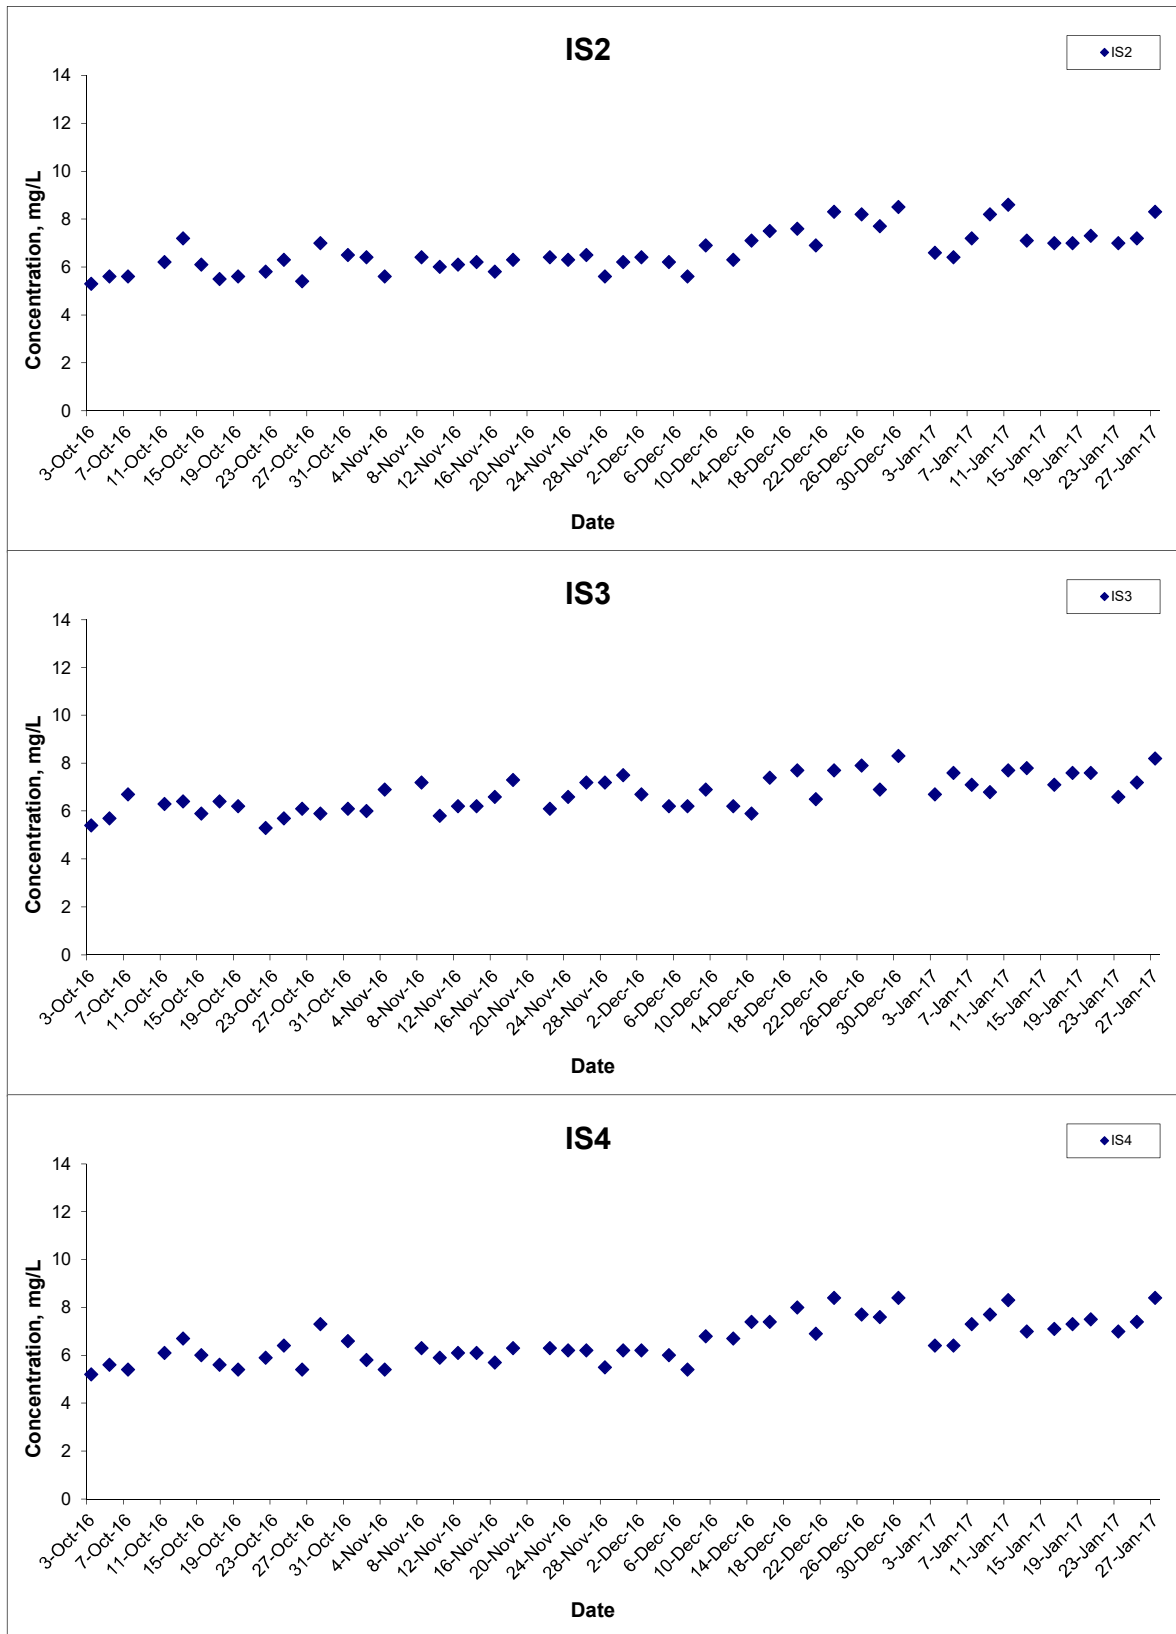 IS2
IS2
14
12
10
8
6
4
2
0
Concentration, mg/L
3-Oct-16
7-Oct-16
11-Oct-16
15-Oct-16
19-Oct-16
23-Oct-16
27-Oct-16
31-Oct-16
4-Nov-16
8-Nov-16
12-Nov-16
16-Nov-16
20-Nov-16
24-Nov-16
28-Nov-16
2-Dec-16
6-Dec-16
10-Dec-16
14-Dec-16
18-Dec-16
22-Dec-16
26-Dec-16
30-Dec-16
3-Jan-17
7-Jan-17
11-Jan-17
15-Jan-17
19-Jan-17
23-Jan-17
27-Jan-17
Date
IS3
IS3
14
12
10
8
6
4
2
0
Concentration, mg/L
3-Oct-16
7-Oct-16
11-Oct-16
15-Oct-16
19-Oct-16
23-Oct-16
27-Oct-16
31-Oct-16
4-Nov-16
8-Nov-16
12-Nov-16
16-Nov-16
20-Nov-16
24-Nov-16
28-Nov-16
2-Dec-16
6-Dec-16
10-Dec-16
14-Dec-16
18-Dec-16
22-Dec-16
26-Dec-16
30-Dec-16
3-Jan-17
7-Jan-17
11-Jan-17
15-Jan-17
19-Jan-17
23-Jan-17
27-Jan-17
Date
IS4
IS4
14
12
10
8
6
4
2
0
Concentration, mg/L
3-Oct-16
7-Oct-16
11-Oct-16
15-Oct-16
19-Oct-16
23-Oct-16
27-Oct-16
31-Oct-16
4-Nov-16
8-Nov-16
12-Nov-16
16-Nov-16
20-Nov-16
24-Nov-16
28-Nov-16
2-Dec-16
6-Dec-16
10-Dec-16
14-Dec-16
18-Dec-16
22-Dec-16
26-Dec-16
30-Dec-16
3-Jan-17
7-Jan-17
11-Jan-17
15-Jan-17
19-Jan-17
23-Jan-17
27-Jan-17
Date